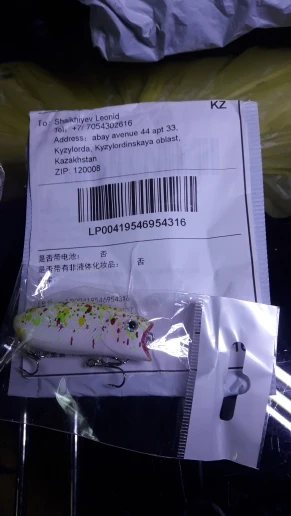 KZ
To: Shaikhiyev Leonid
Tel: +7/ 7054302616
Address: abay avenue 44 apt 33,
Kyzylorda, Kyzylordinskaya oblast,
Kazakhstan
ZIP: 120008
LP00419546954316
是否带电池: 否
是否带有非液体化妆品: 否